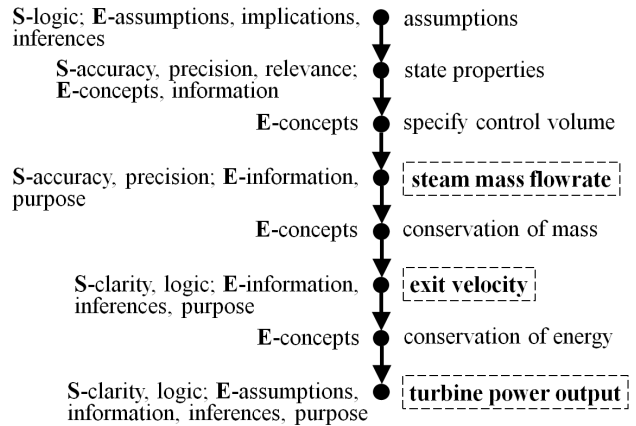 S-logic; E-assumptions, implications,
inferences
assumptions
S-accuracy, precision, relevance;
E-concepts, information
state properties
E-concepts
specify control volume
S-accuracy, precision; E-information,
purpose
steam mass flowrate
E-concepts
conservation of mass
S-clarity, logic; E-information,
inferences, purpose
exit velocity
E-concepts
conservation of energy
S-clarity, logic; E-assumptions,
information, inferences, purpose
turbine power output